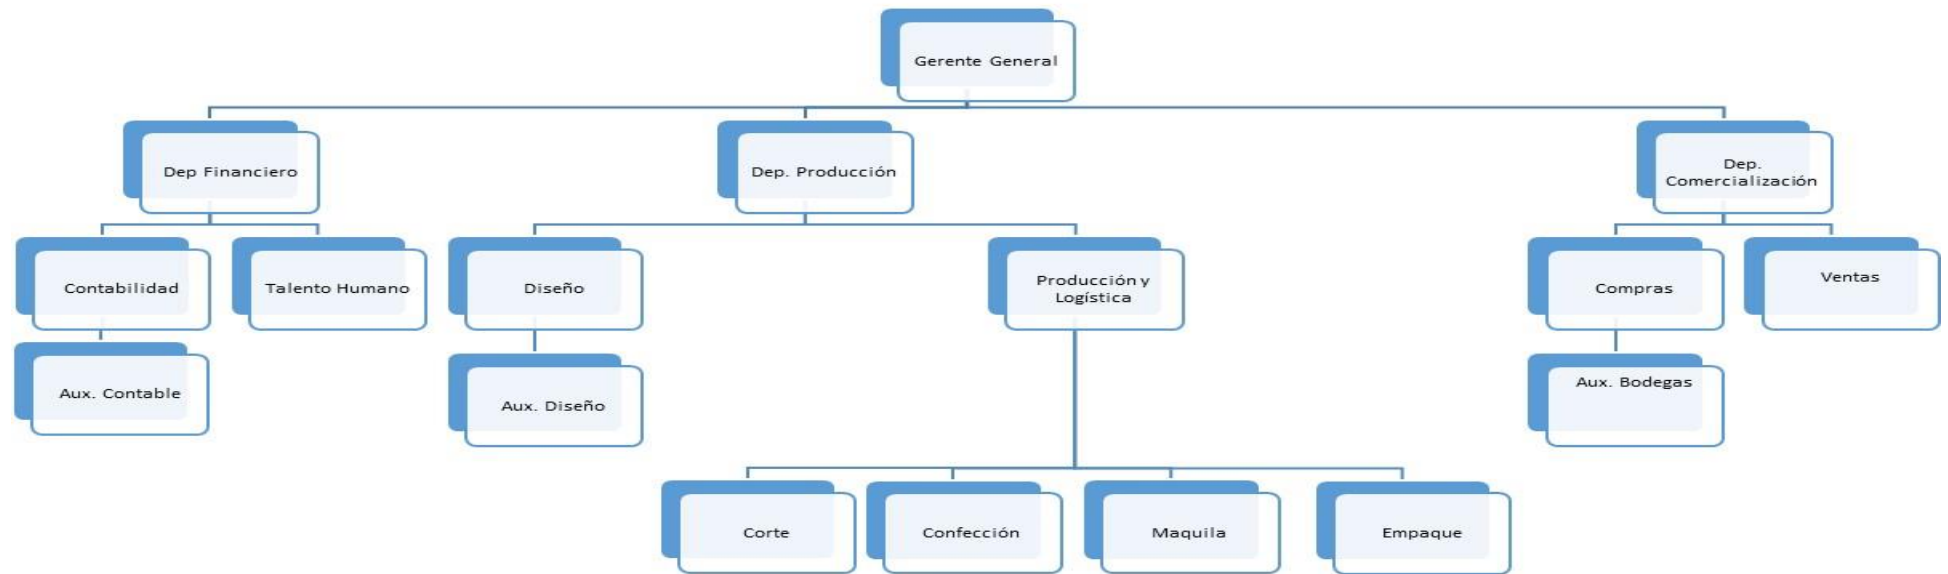 Gerente General
Dep Financiero
Dep. Producción
Dep.
Comercialización
Contabilidad
Talento Humano
Diseño
Producción y
Logística
Compras
Ventas
Aux. Contable
Aux. Diseño
Aux. Bodegas
Corte
Confección
Maquila
Empaque